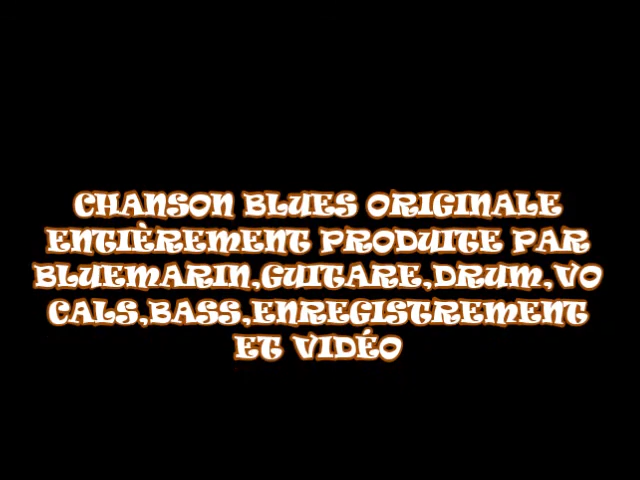 CHANSON BLUES ORIGINALE
ENTIÈREMENT PRODUITE PAR
BLUEMARIN,GUITARE,DRUM,VO
CALS,BASS,ENREGISTREMENT
ET VIDÉO